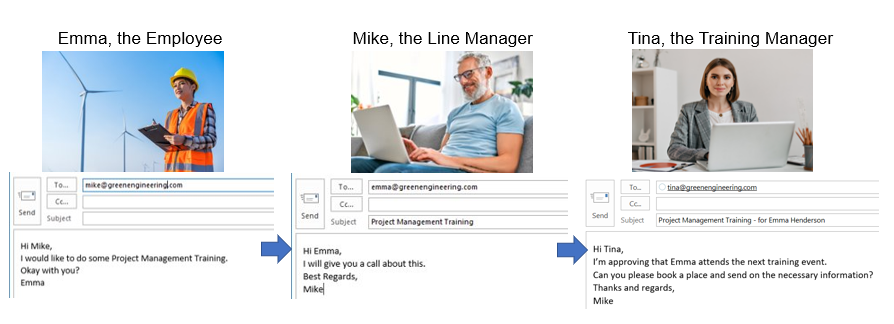 Emma, the Employee
Mike, the Line Manager
Tina, the Training Manager
To...
mike@greenengineering.com
Cc...
Send
Subject
Hi Mike,
I would like to do some Project Management Training.
Okay with you?
Emma
To...
emma@greenengineering.com
Cc...
Send
Subject
Project Management Training
Hi Emma,
I will give you a call about this.
Best Regards,
Mike
To...
tina@greenengineering.com
Cc...
Send
Subject
Project Management Training - for Emma Henderson
Hi Tina,
I'm approving that Emma attends the next training event.
Can you please book a place and send on the necessary information?
Thanks and regards,
Mike